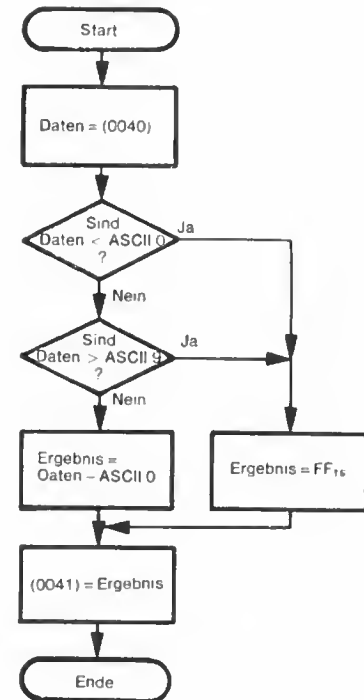 Start
Daten = (0040)
Sind
Daten < ASCII 0
?
Ja
Nein
Sind
Daten > ASCII 9
?
Ja
Nein
Ergebnis =
Daten – ASCII 0
Ergebnis = FF₁₆
(0041) = Ergebnis
Ende